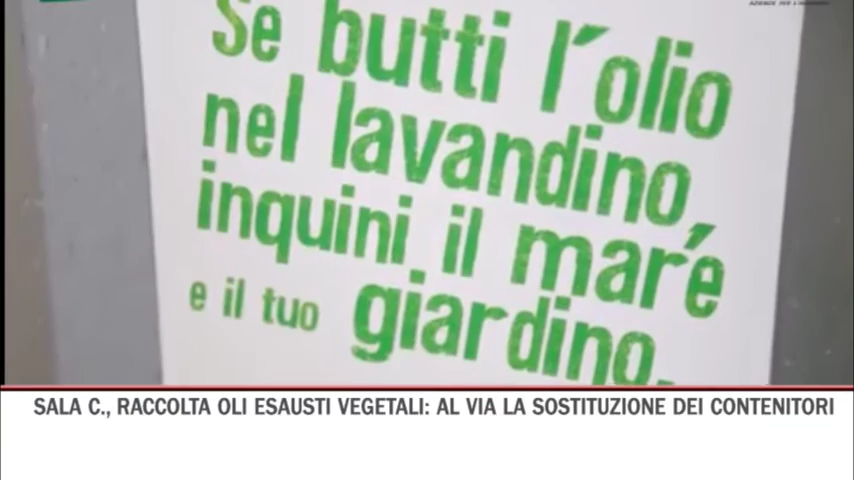 Se butti l'olio
nel lavandino,
inquini il mare
e il tuo giardino.
SALA C., RACCOLTA OLI ESAUSTI VEGETALI: AL VIA LA SOSTITUZIONE DEI CONTENITORI